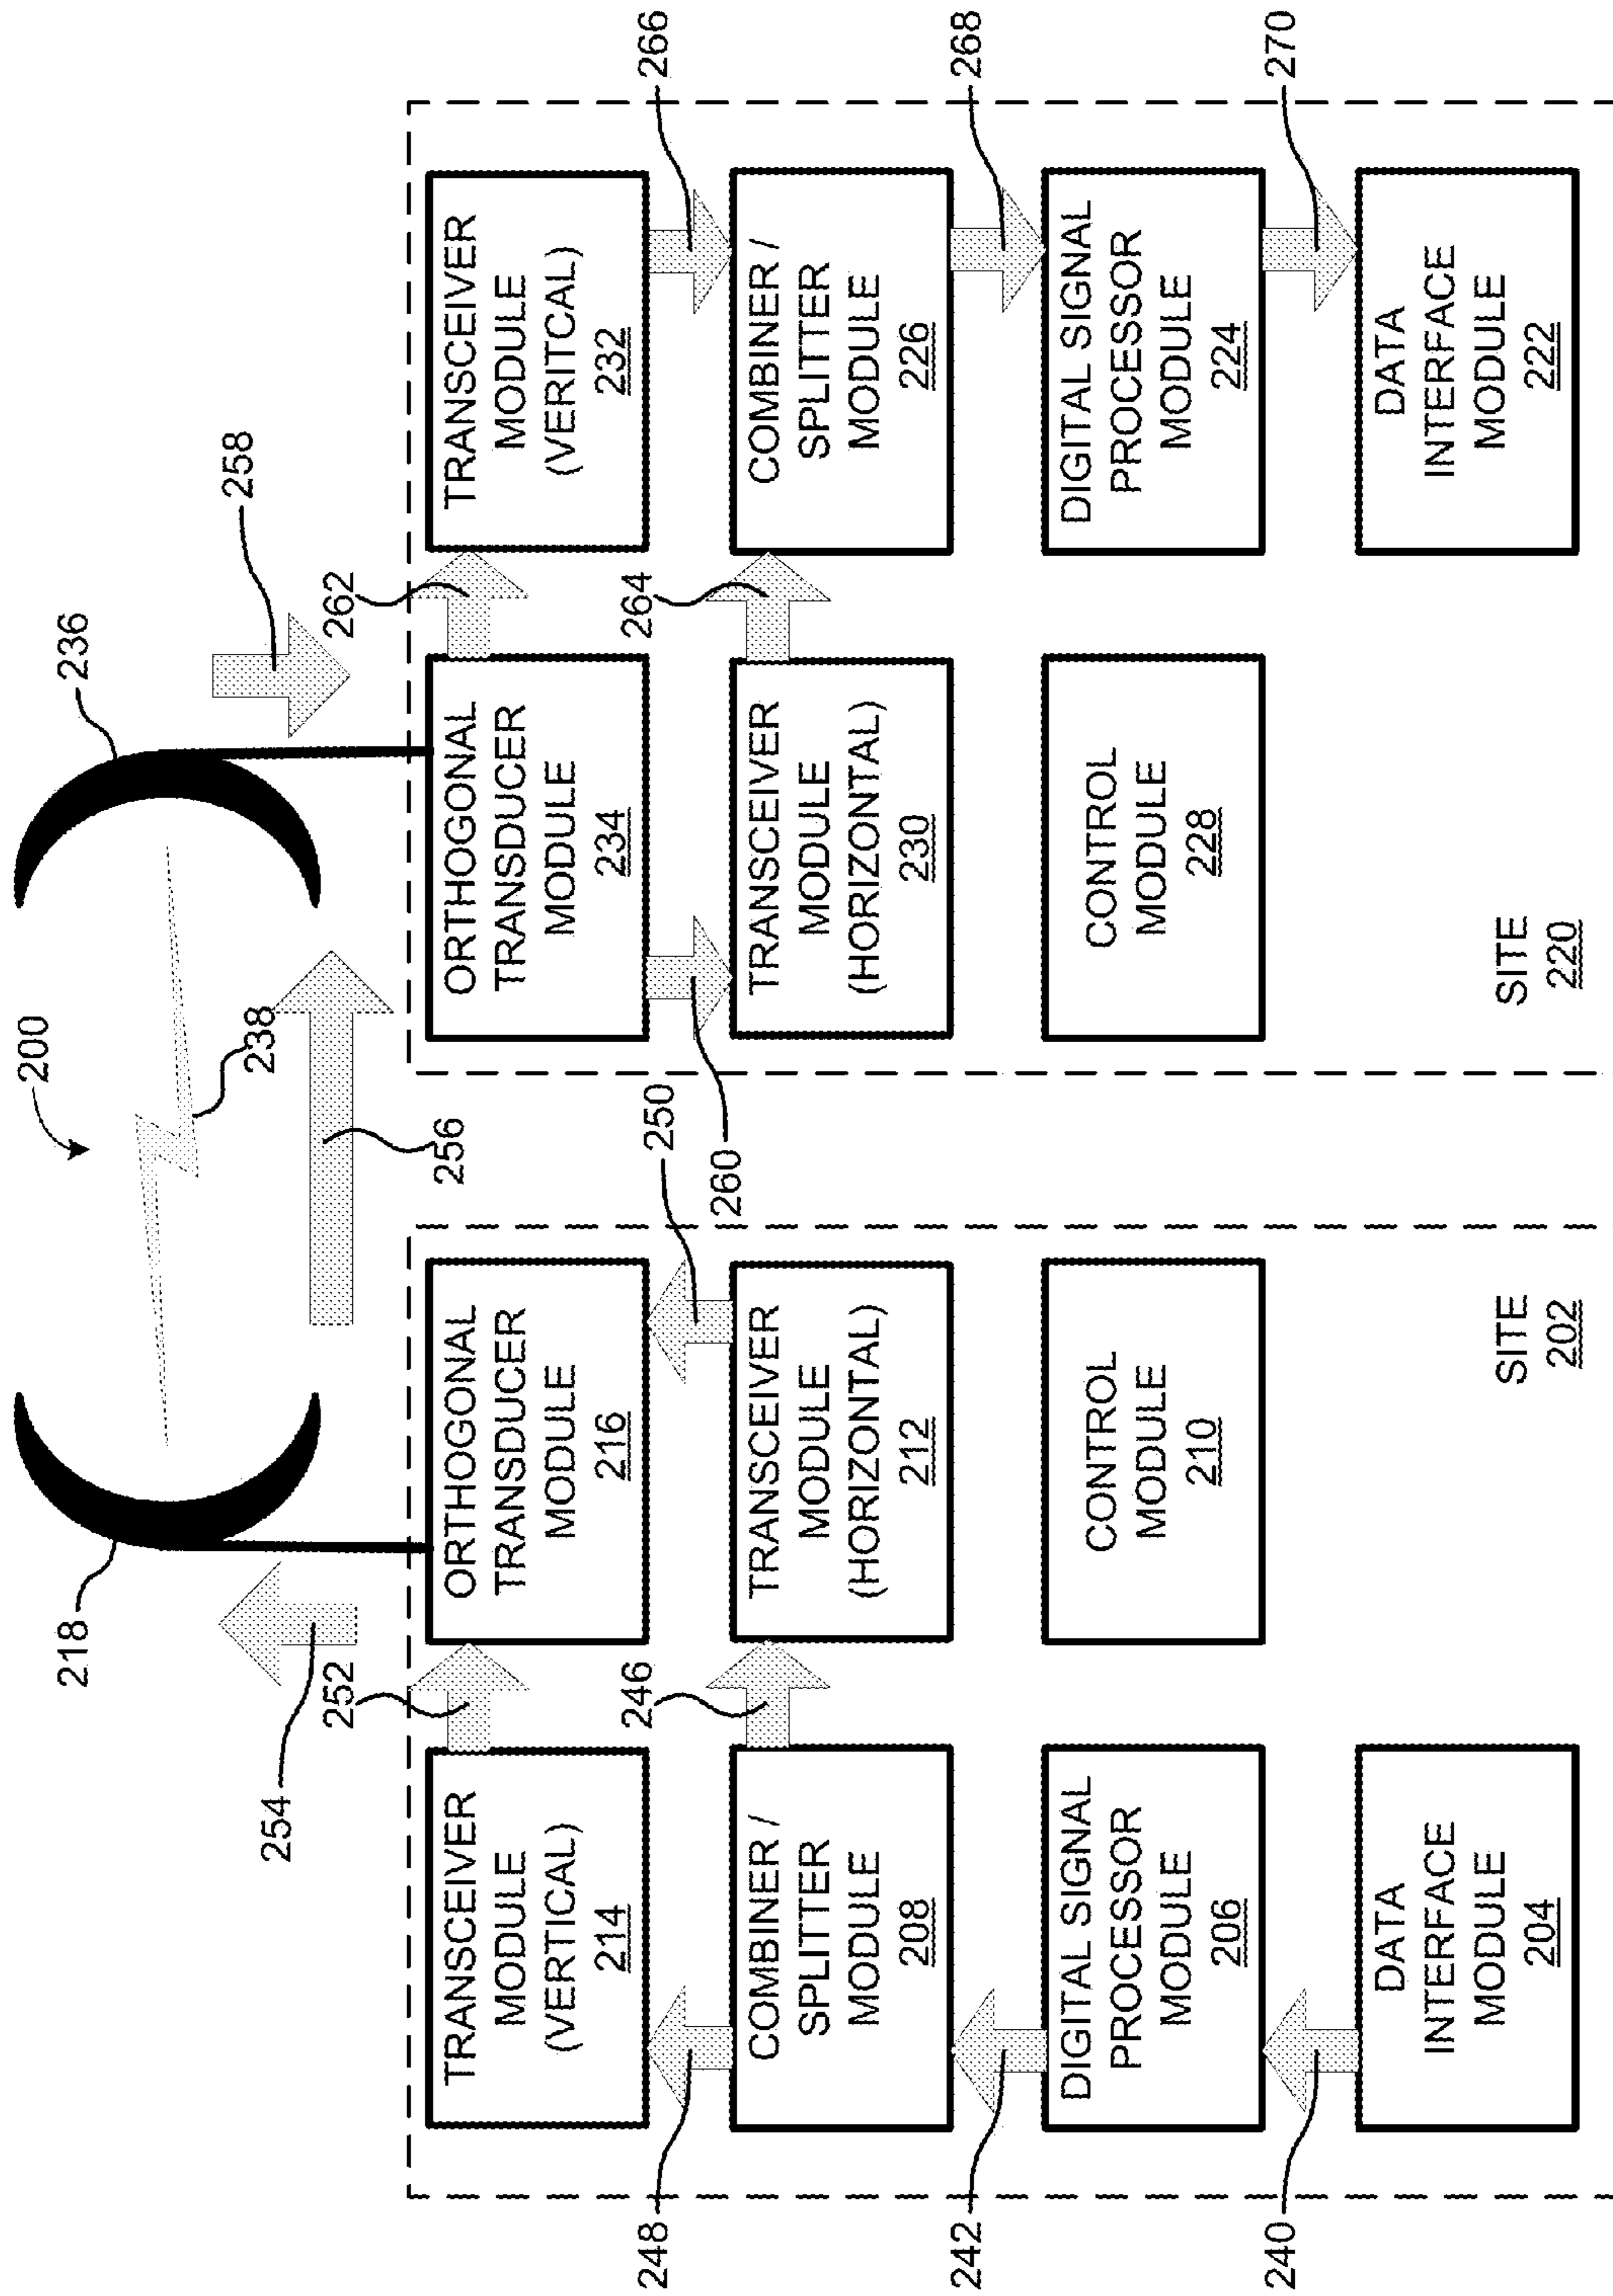 200
218
236
238
254
256
258
252
262
TRANSCEIVER
MODULE
(VERTICAL)
214
ORTHOGONAL
TRANSDUCER
MODULE
216
ORTHOGONAL
TRANSDUCER
MODULE
234
TRANSCEIVER
MODULE
(VERITCAL)
232
248
246
250
260
264
266
COMBINER /
SPLITTER
MODULE
208
TRANSCEIVER
MODULE
(HORIZONTAL)
212
TRANSCEIVER
MODULE
(HORIZONTAL)
230
COMBINER /
SPLITTER
MODULE
226
242
268
DIGITAL SIGNAL
PROCESSOR
MODULE
206
CONTROL
MODULE
210
CONTROL
MODULE
228
DIGITAL SIGNAL
PROCESSOR
MODULE
224
240
270
DATA
INTERFACE
MODULE
204
SITE
202
SITE
220
DATA
INTERFACE
MODULE
222